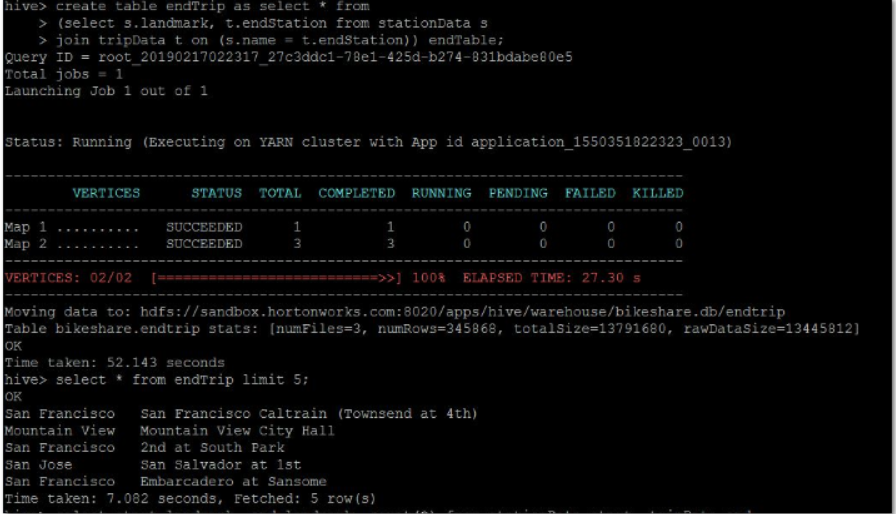 hive> create table endTrip as select * from
    > (select s.landmark, t.endStation from stationData s
    > join tripData t on (s.name = t.endStation)) endTable;
Query ID = root_20190217022317_27c3ddc1-78e1-425d-b274-831bdabe80e5
Total jobs = 1
Launching Job 1 out of 1
Status: Running (Executing on YARN cluster with App id application_1550351822323_0013)
--------------------------------------------------------------------------------
VERTICES STATUS TOTAL COMPLETED RUNNING PENDING FAILED KILLED
--------------------------------------------------------------------------------
Map 1 .......... SUCCEEDED 1 1 0 0 0 0
Map 2 .......... SUCCEEDED 3 3 0 0 0 0
--------------------------------------------------------------------------------
VERTICES: 02/02 [==========================>>] 100% ELAPSED TIME: 27.30 s
--------------------------------------------------------------------------------
Moving data to: hdfs://sandbox.hortonworks.com:8020/apps/hive/warehouse/bikeshare.db/endtrip
Table bikeshare.endtrip stats: [numFiles=3, numRows=345868, totalSize=13791680, rawDataSize=13445812]
OK
Time taken: 52.143 seconds
hive> select * from endTrip limit 5;
OK
San Francisco San Francisco Caltrain (Townsend at 4th)
Mountain View Mountain View City Hall
San Francisco 2nd at South Park
San Jose San Salvador at 1st
San Francisco Embarcadero at Sansome
Time taken: 7.082 seconds, Fetched: 5 row(s)